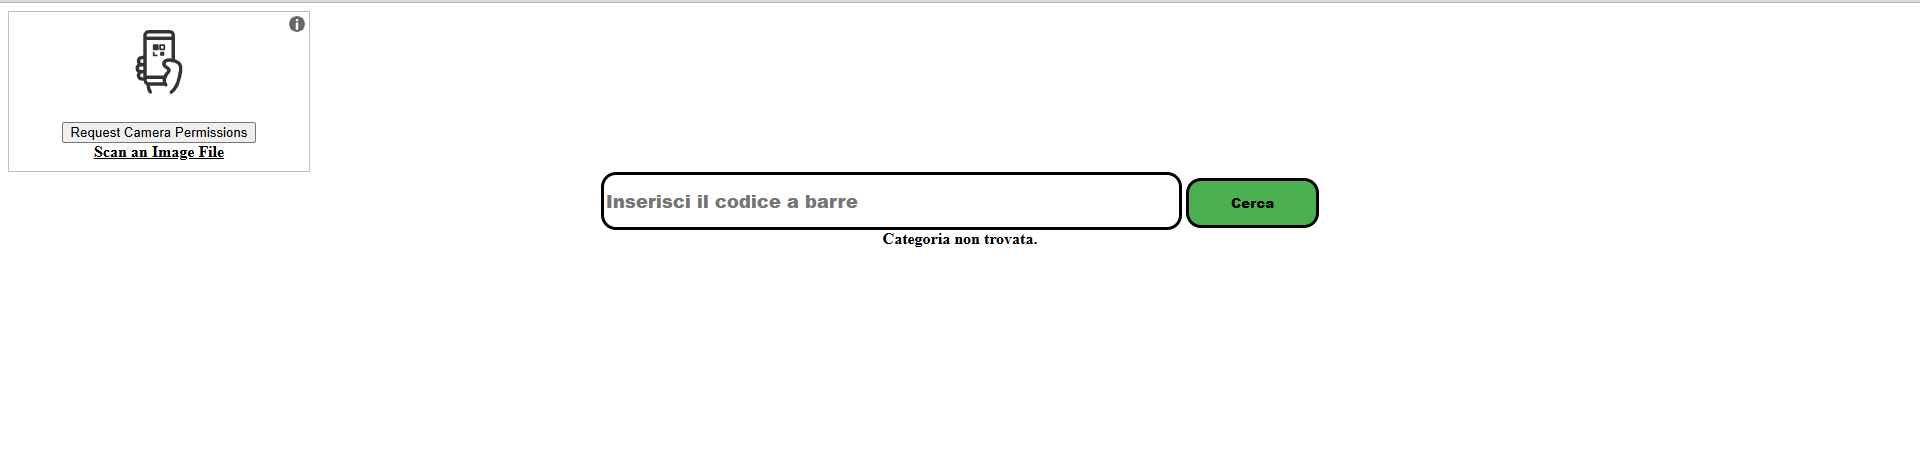 Request Camera Permissions
Scan an Image File
Inserisci il codice a barre
Cerca
Categoria non trovata.